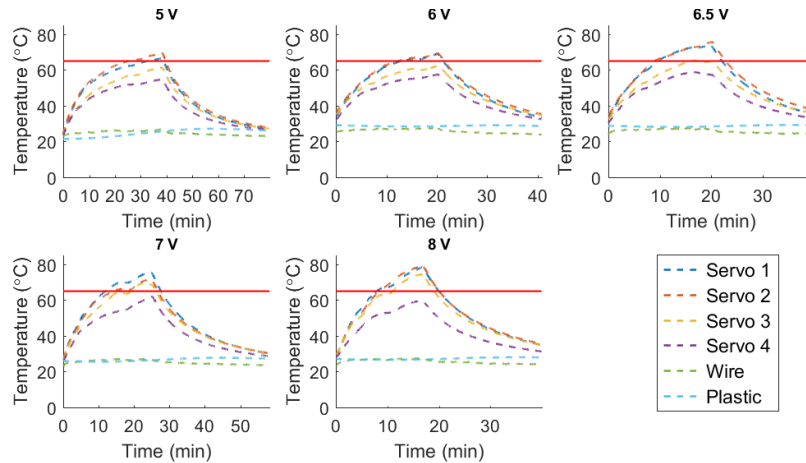 5 V
Temperature (°C)
80
60
40
20
0
0 10 20 30 40 50 60 70
Time (min)
6 V
Temperature (°C)
80
60
40
20
0
0 10 20 30 40
Time (min)
6.5 V
Temperature (°C)
80
60
40
20
0
0 10 20 30
Time (min)
7 V
Temperature (°C)
80
60
40
20
0
0 10 20 30 40 50
Time (min)
8 V
Temperature (°C)
80
60
40
20
0
0 10 20 30
Time (min)
Servo 1
Servo 2
Servo 3
Servo 4
Wire
Plastic